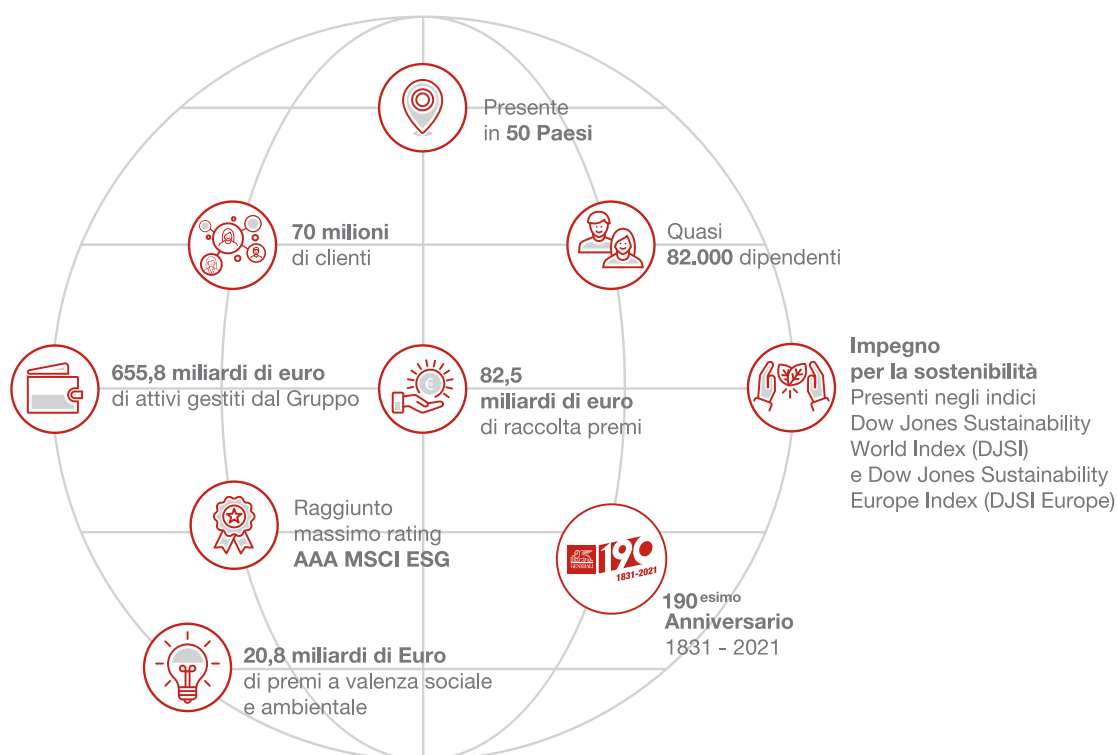 Presente
in 50 Paesi
70 milioni
di clienti
Quasi
82.000 dipendenti
655,8 miliardi di euro
di attivi gestiti dal Gruppo
€
82,5
miliardi di euro
di raccolta premi
Impegno
per la sostenibilità
Presenti negli indici
Dow Jones Sustainability
World Index (DJSI)
e Dow Jones Sustainability
Europe Index (DJSI Europe)
Raggiunto
massimo rating
AAA MSCI ESG
GENERALI
190
1831-2021
190esimo
Anniversario
1831 - 2021
20,8 miliardi di Euro
di premi a valenza sociale
e ambientale